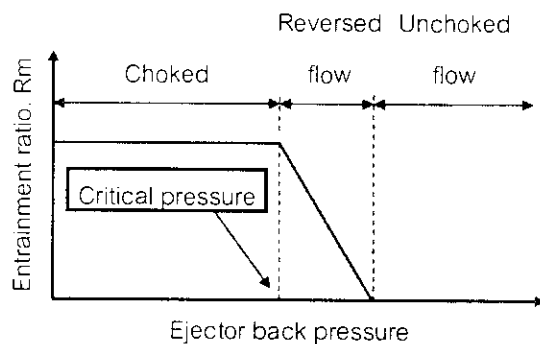 Reversed Unchoked
Choked flow flow
Entrainment ratio. Rm
Critical pressure
Ejector back pressure